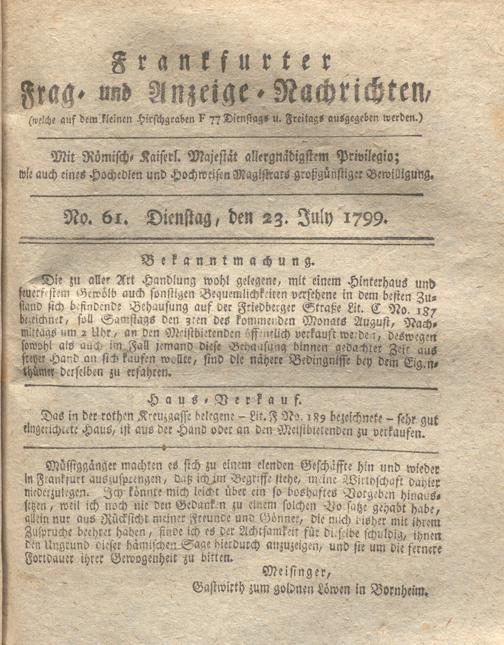 Frankfurter
Frag- und Anzeige-Nachrichten,
(welche auf dem kleinen Hirschgraben F 77 Dienstags u. Freitags ausgegeben werden.)
Mit Römisch-Kaiserl. Majestät allergnädigstem Privilegio;
wie auch eines Hochedlen und Hochweisen Magistrats großgünstiger Bewilligung.
No. 61. Dienstag, den 23. July 1799.
Bekanntmachung.
Die zu aller Art Handlung wohl gelegene, mit einem Hinterhaus und
feuerfestem Gewölb auch sonstigen Bequemlichkeiten versehene in dem besten Zu-
stand sich befindende Behausung auf der Friedberger Straße Lit. C No. 187
bezeichnet, soll Samstags den 3ten des kommenden Monats August, Nach-
mittags um 2 Uhr, an den Meistbietenden öffentlich verkauft werden, deswegen
sowohl als auch im Fall jemand diese Behausung binnen gedachter Zeit aus
freyer Hand an sich kaufen wollte, sind die nähere Bedingnisse bey dem Eigen-
thümer derselben zu erfahren.
Haus-Verkauf.
Das in der rothen Kreuzgasse belegene – Lit. F No. 189 bezeichnete – sehr gut
eingerichtete Haus, ist aus der Hand oder an den Meistbietenden zu verkaufen.
Müssiggänger machten es sich zu einem elenden Geschäffte hin und wieder
in Frankfurt auszusprengen, daß ich im Begriffe stehe, meine Wirthschaft dahier
niederzulegen. Ich könnte mich leicht über ein so boshaftes Vorgeben hinaus-
setzen, weil ich noch nie den Gedanken zu einem solchen Vorsatze gehabt habe,
allein nur aus Rücksicht meiner Freunde und Gönner, die mich bisher mit ihrem
Zuspruche beehret haben, finde ich es der Achtsamkeit für dieselbe schuldig, ihnen
den Ungrund dieser hämischen Sage hierdurch anzuzeigen, und sie um die fernere
Fortdauer ihrer Gewogenheit zu bitten.
Meisinger,
Gastwirth zum goldnen Löwen in Bornheim.